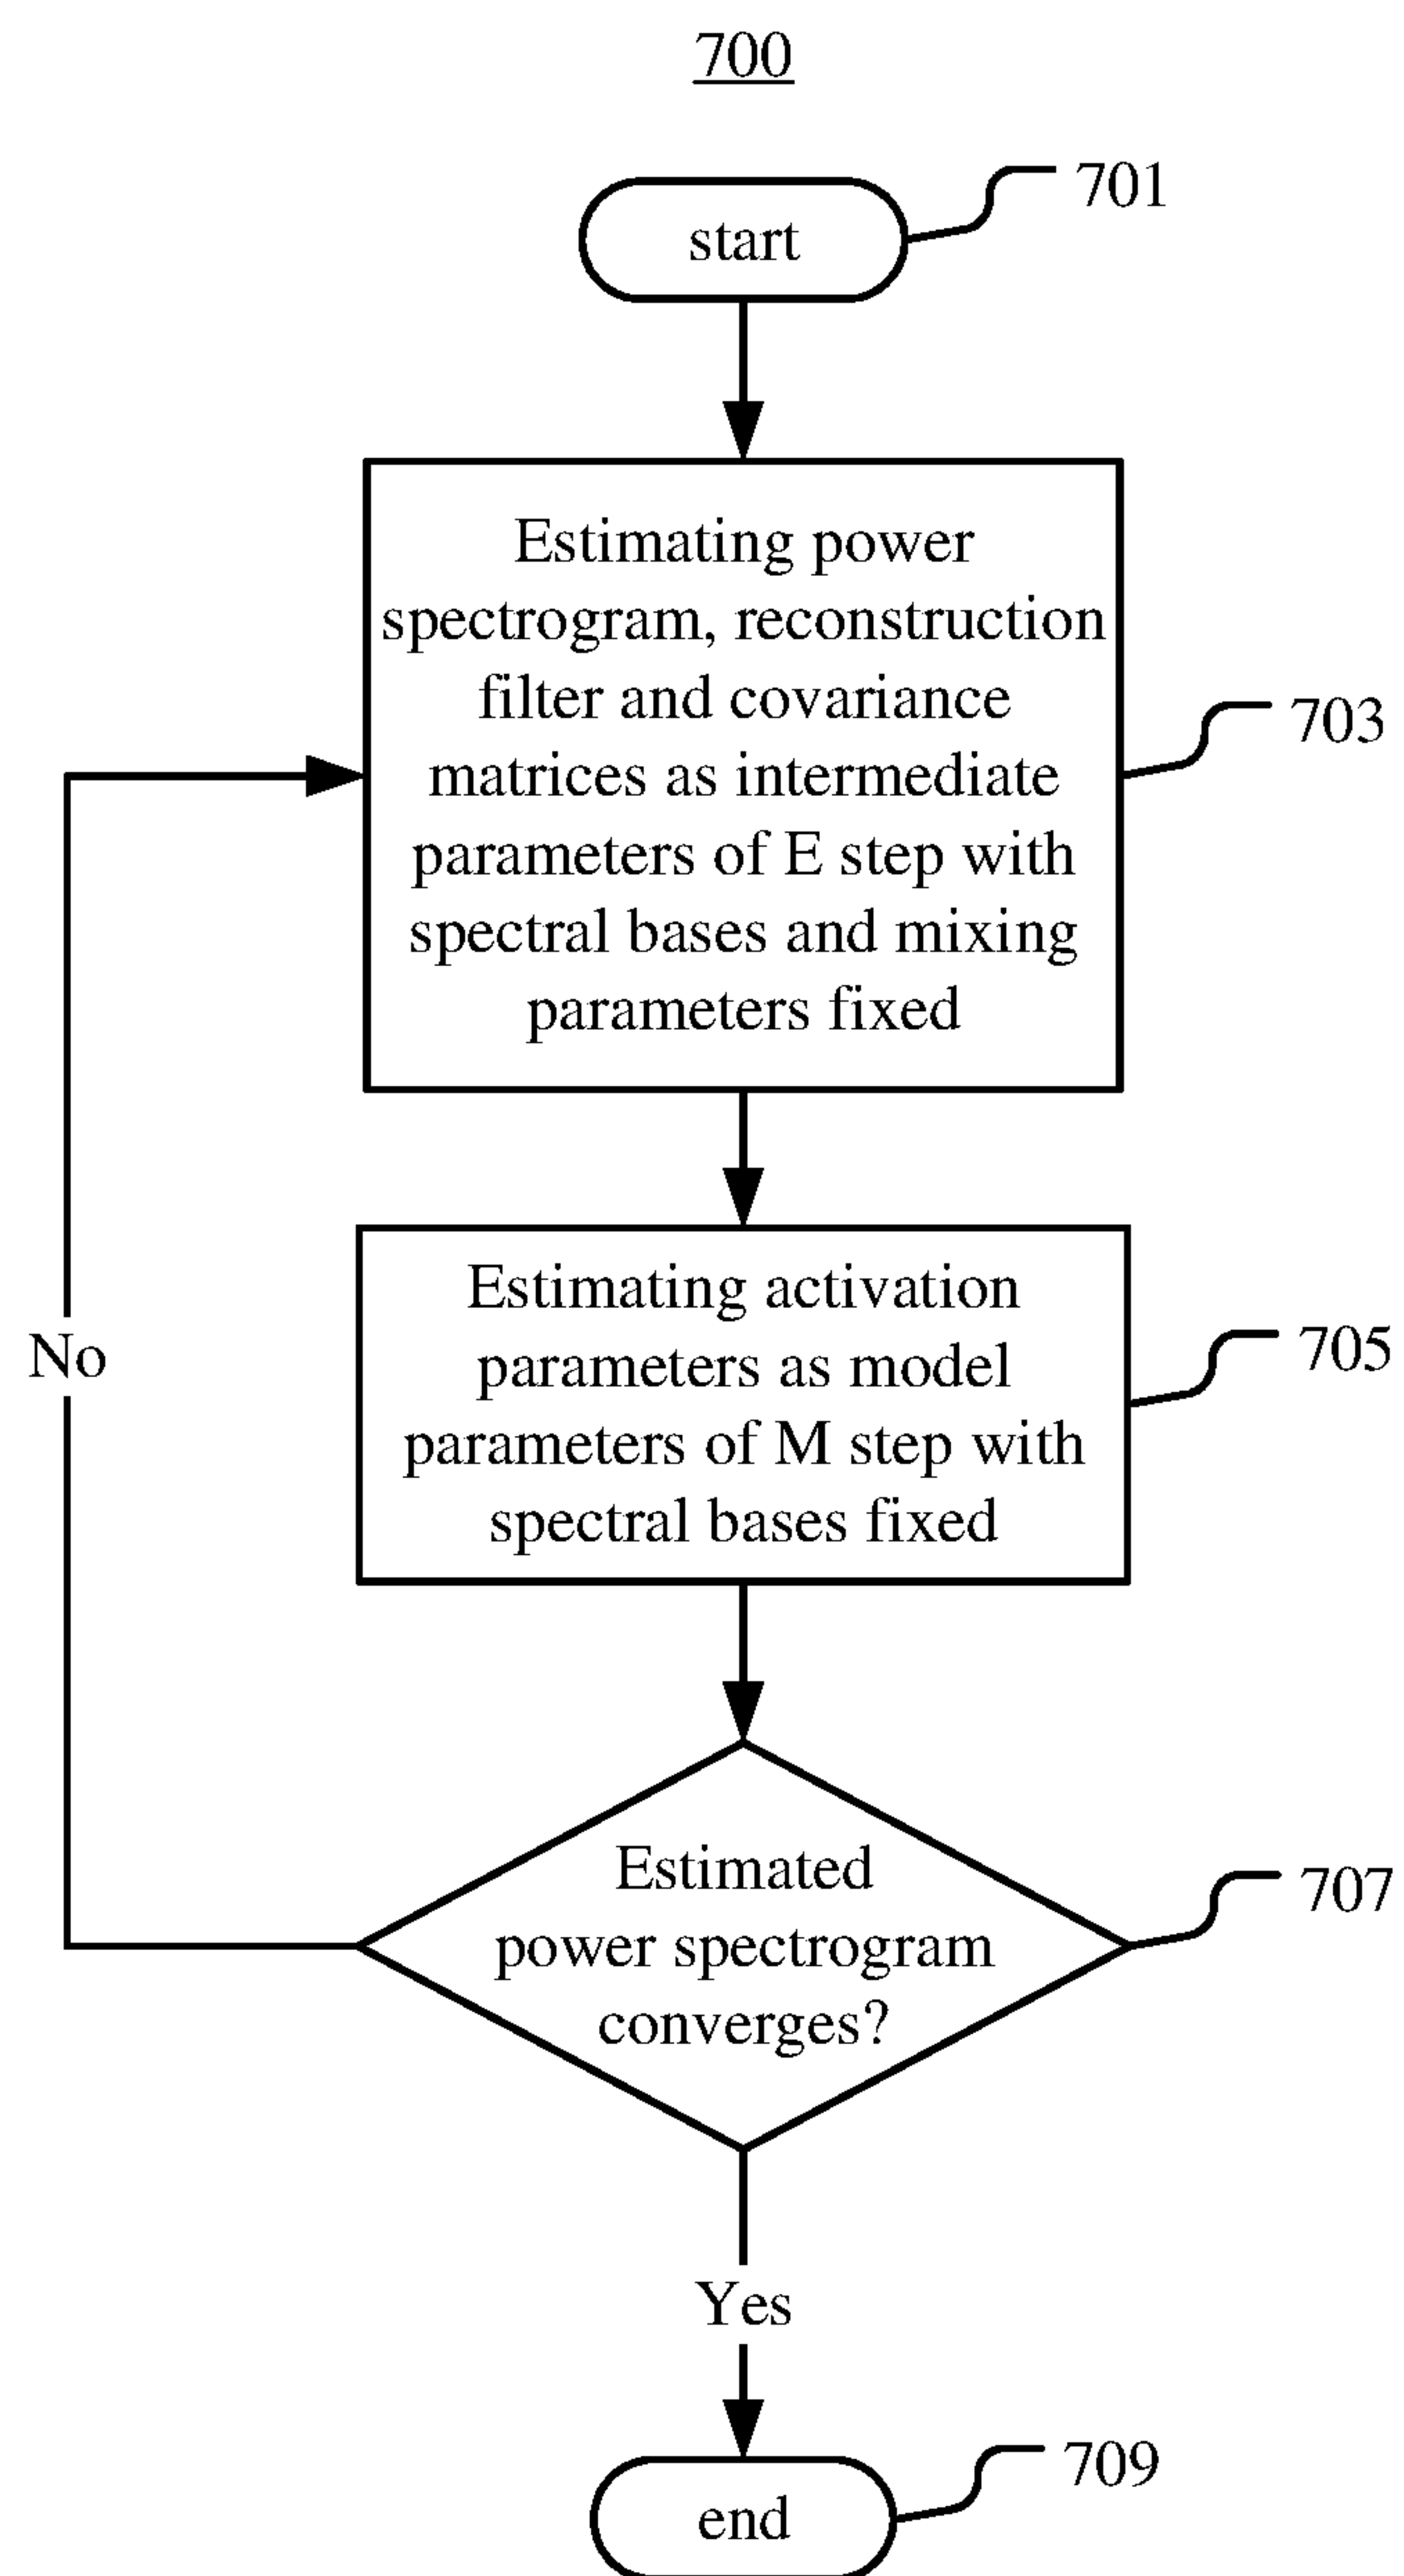 700
701
start
Estimating power
spectrogram, reconstruction
filter and covariance
matrices as intermediate
parameters of E step with
spectral bases and mixing
parameters fixed
703
Estimating activation
parameters as model
parameters of M step with
spectral bases fixed
705
No
Estimated
power spectrogram
converges?
707
Yes
709
end